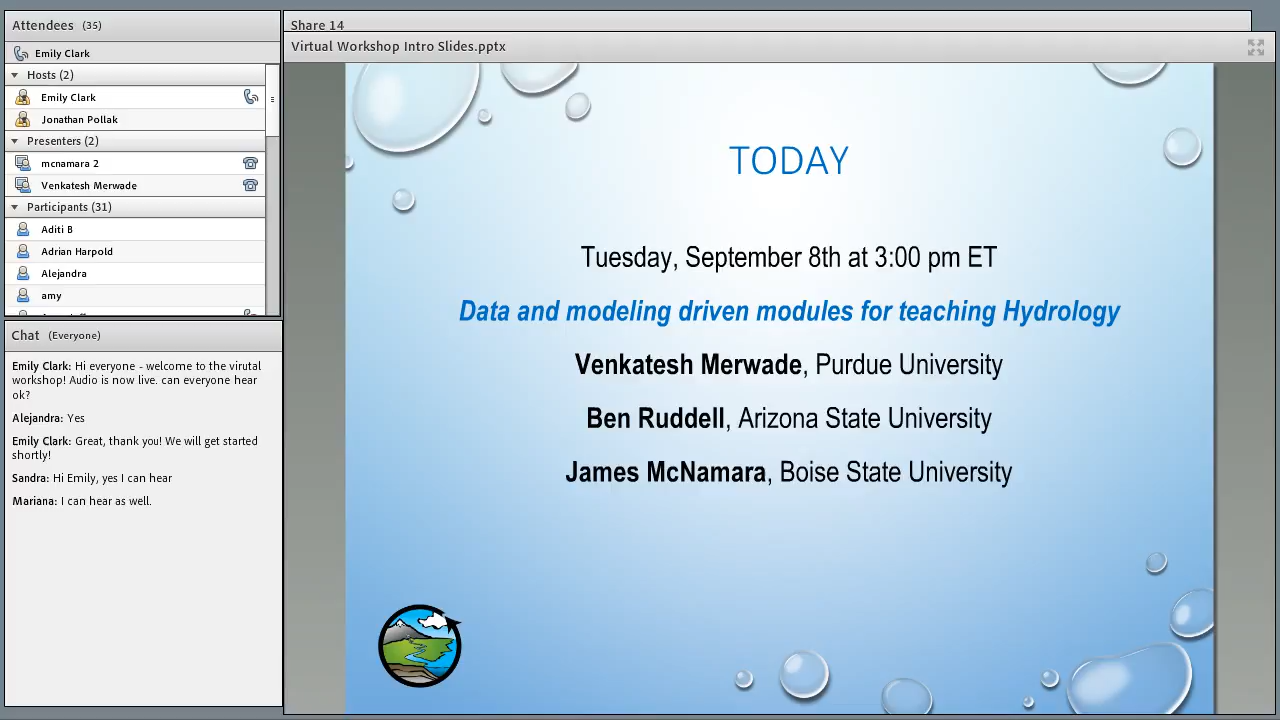 Attendees (35)
Emily Clark
Hosts (2)
Emily Clark
Jonathan Pollak
Presenters (2)
mcnamara 2
Venkatesh Merwade
Participants (31)
Aditi B
Adrian Harpold
Alejandra
amy
Chat (Everyone)
Emily Clark: Hi everyone - welcome to the virutal
workshop! Audio is now live. can everyone hear
ok?
Alejandra: Yes
Emily Clark: Great, thank you! We will get started
shortly!
Sandra: Hi Emily, yes I can hear
Mariana: I can hear as well.
Share 14
Virtual Workshop Intro Slides.pptx
TODAY
Tuesday, September 8th at 3:00 pm ET
Data and modeling driven modules for teaching Hydrology
Venkatesh Merwade, Purdue University
Ben Ruddell, Arizona State University
James McNamara, Boise State University